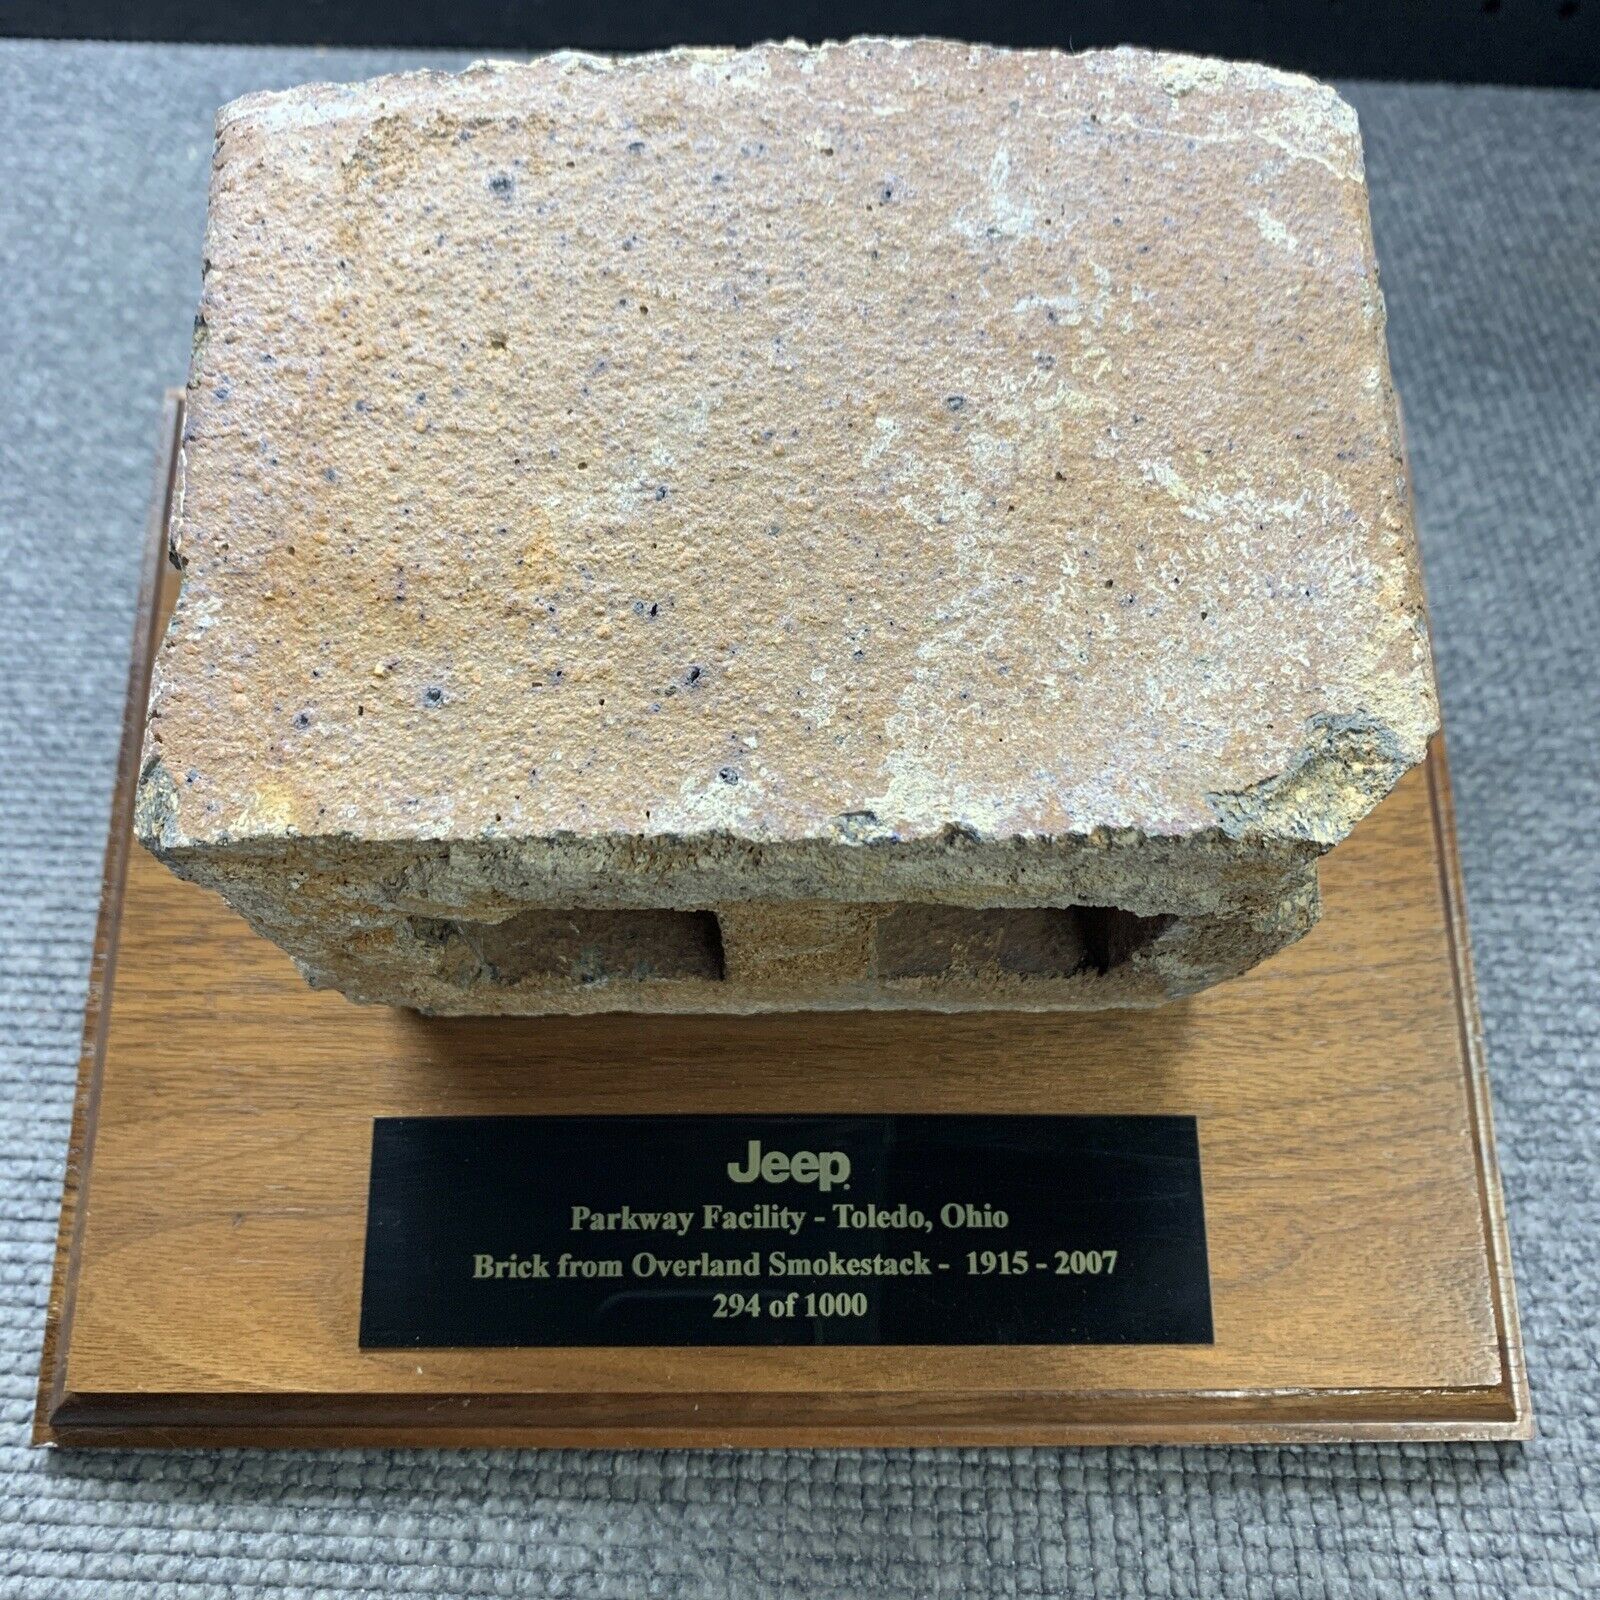 Jeep
Parkway Facility - Toledo, Ohio
Brick from Overland Smokestack - 1915 - 2007
294 of 1000